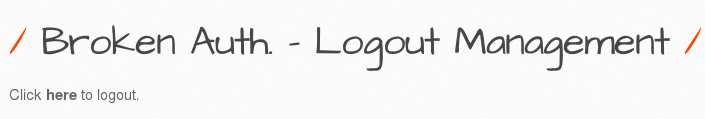 / Broken Auth. - Logout Management /
Click here to logout.